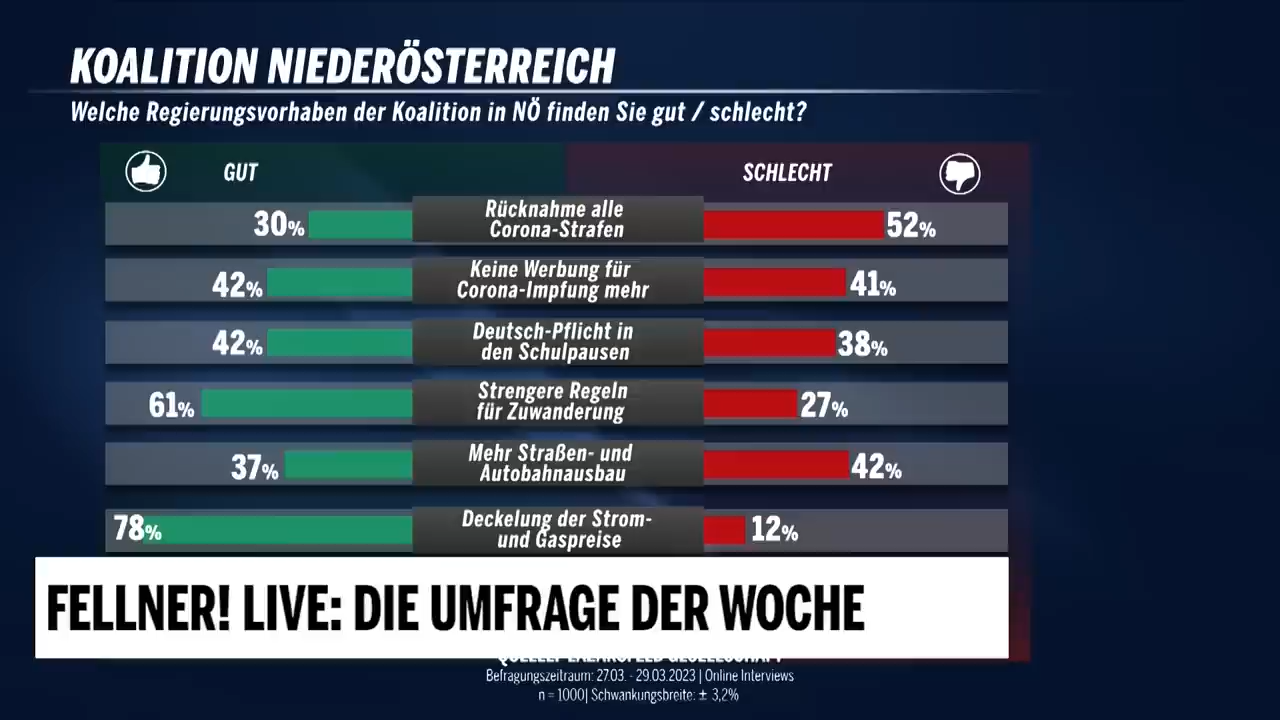 KOALITION NIEDERÖSTERREICH
Welche Regierungsvorhaben der Koalition in NÖ finden Sie gut / schlecht?
GUT
SCHLECHT
30%
Rücknahme alle
Corona-Strafen
52%
42%
Keine Werbung für
Corona-Impfung mehr
41%
42%
Deutsch-Pflicht in
den Schulpausen
38%
61%
Strengere Regeln
für Zuwanderung
27%
37%
Mehr Straßen- und
Autobahnausbau
42%
78%
Deckelung der Strom-
und Gaspreise
12%
FELLNER! LIVE: DIE UMFRAGE DER WOCHE
QUELLE: LAZARSFELD GESELLSCHAFT
Befragungszeitraum: 27.03. - 29.03.2023 | Online Interviews
n = 1000| Schwankungsbreite: ± 3,2%